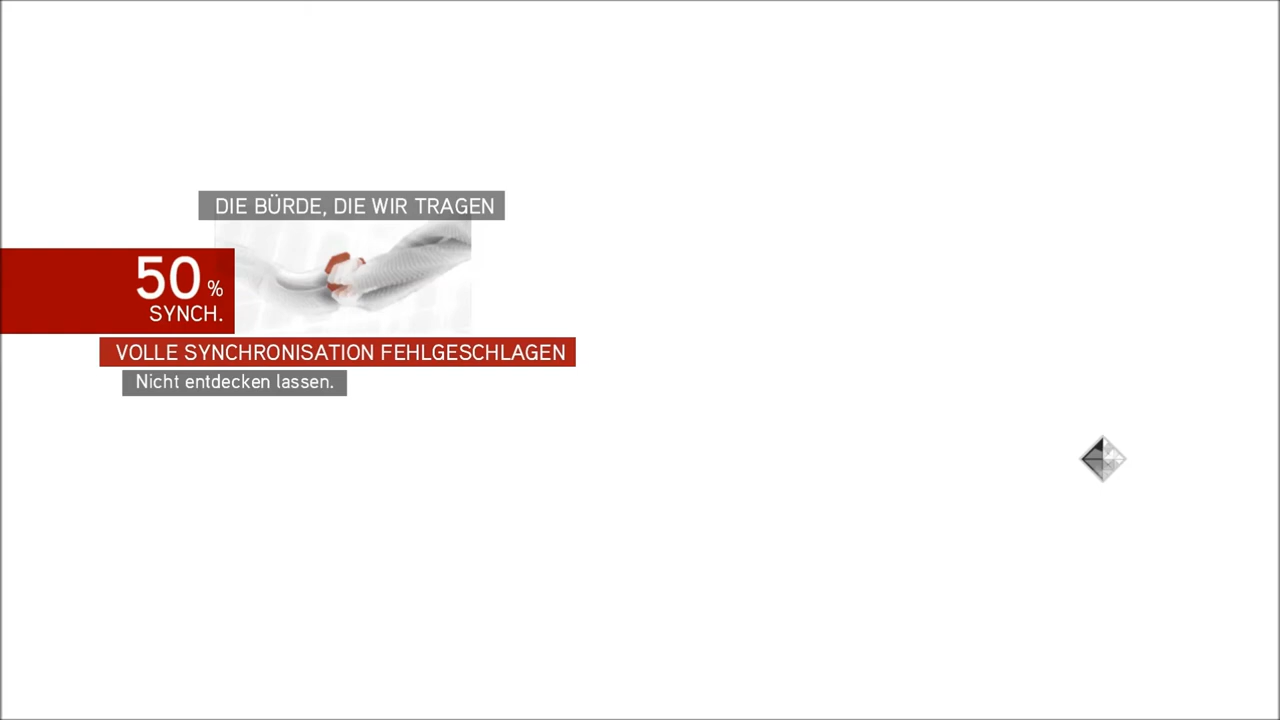 DIE BÜRDE, DIE WIR TRAGEN
50 %
SYNCH.
VOLLE SYNCHRONISATION FEHLGESCHLAGEN
Nicht entdecken lassen.